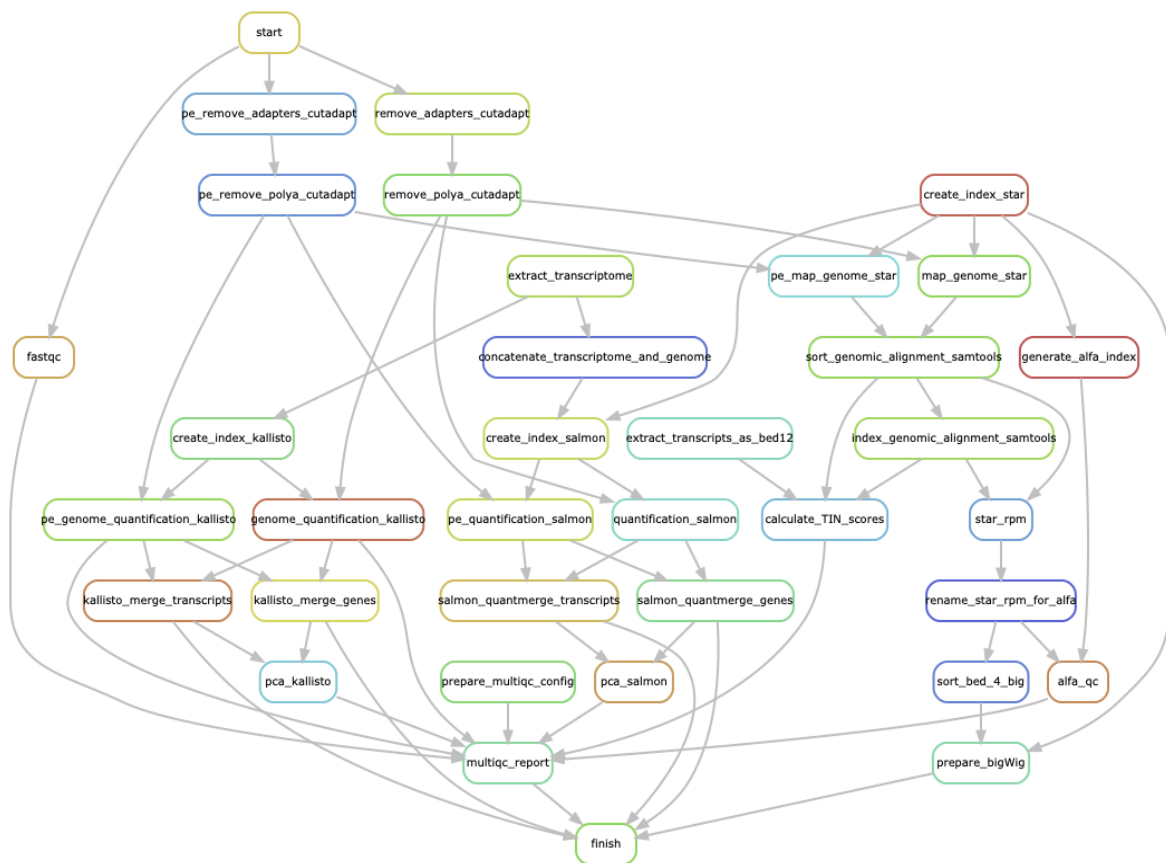 start
pe_remove_adapters_cutadapt
remove_adapters_cutadapt
pe_remove_polya_cutadapt
remove_polya_cutadapt
create_index_star
extract_transcriptome
pe_map_genome_star
map_genome_star
fastqc
concatenate_transcriptome_and_genome
sort_genomic_alignment_samtools
generate_alfa_index
create_index_kallisto
create_index_salmon
extract_transcripts_as_bed12
index_genomic_alignment_samtools
pe_genome_quantification_kallisto
genome_quantification_kallisto
pe_quantification_salmon
quantification_salmon
calculate_TIN_scores
star_rpm
kallisto_merge_transcripts
kallisto_merge_genes
salmon_quantmerge_transcripts
salmon_quantmerge_genes
rename_star_rpm_for_alfa
pca_kallisto
prepare_multiqc_config
pca_salmon
sort_bed_4_big
alfa_qc
multiqc_report
prepare_bigWig
finish